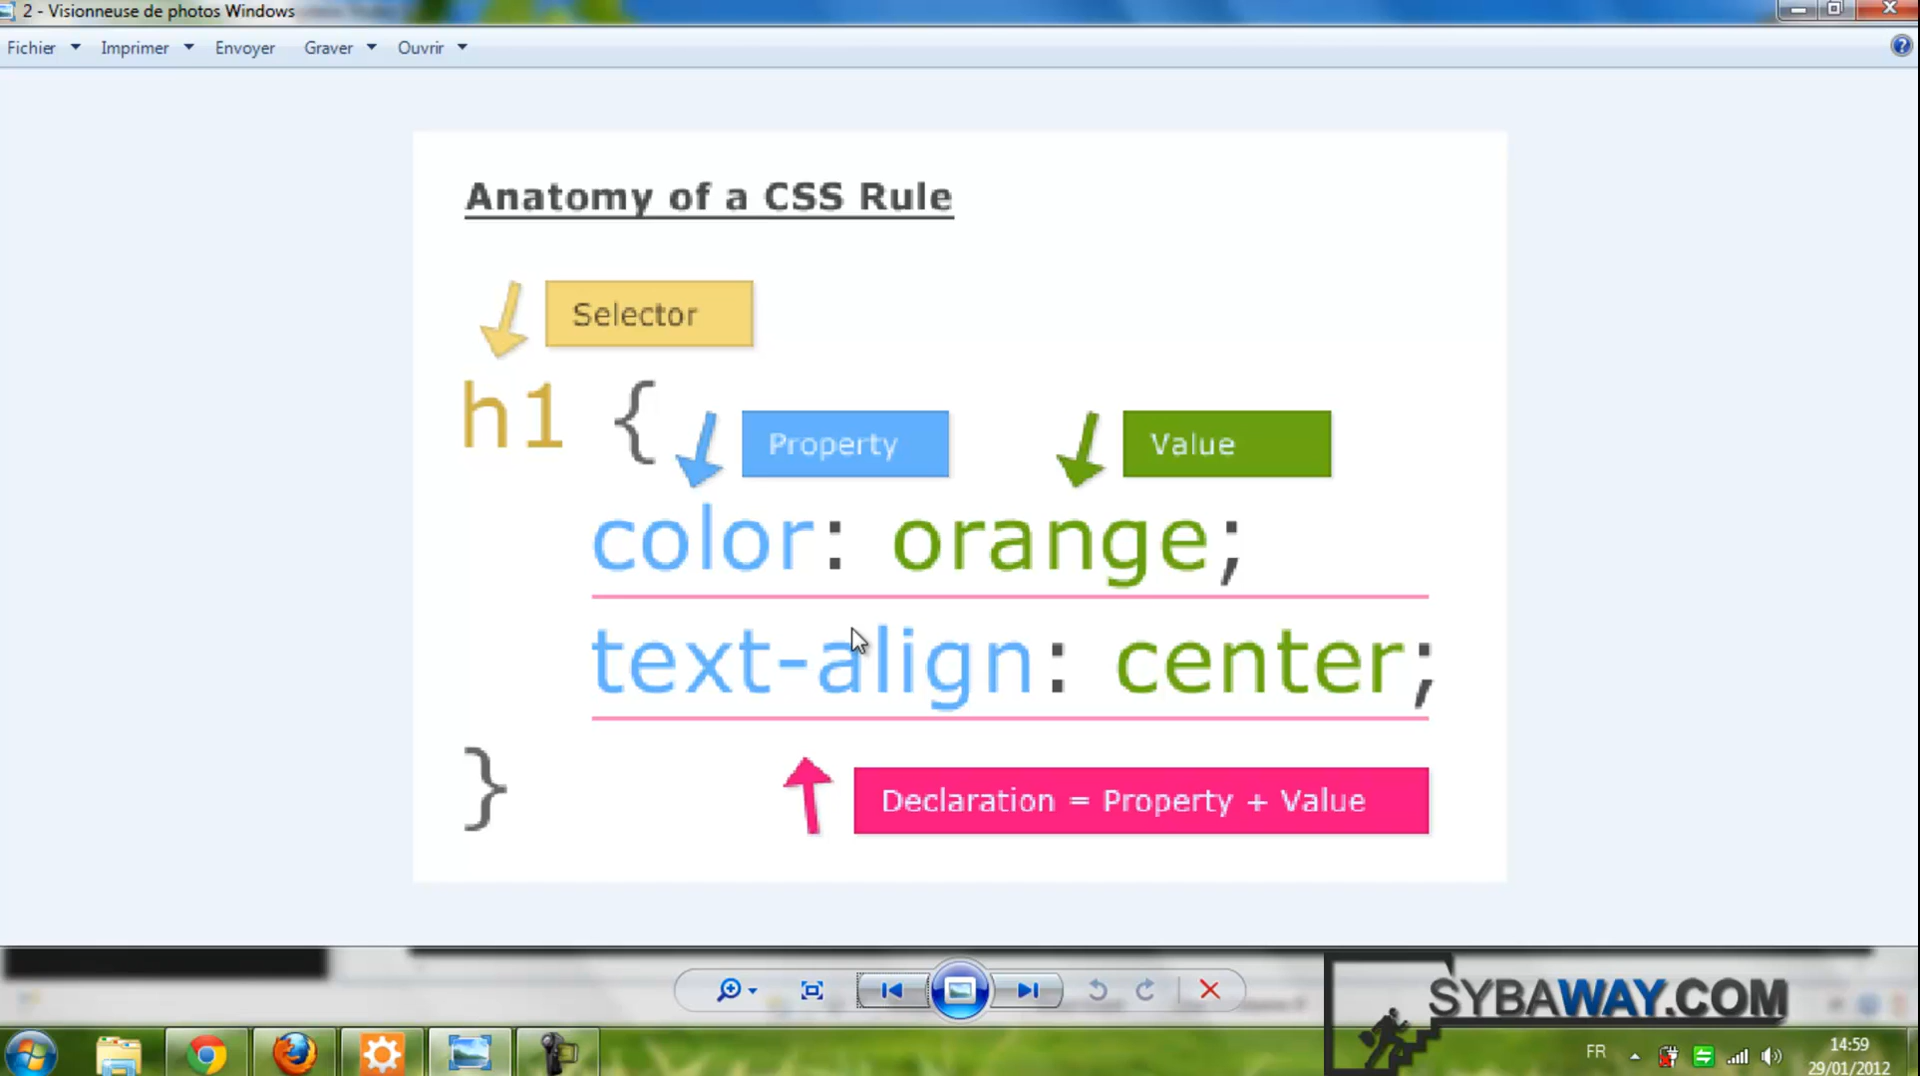 2 - Visionneuse de photos Windows
Fichier Imprimer Envoyer Graver Ouvrir
Anatomy of a CSS Rule
Selector
h1 {
Property Value
color: orange;
text-align: center;
}
Declaration = Property + Value
SYBAWAY.COM
FR
14:59
29/01/2012